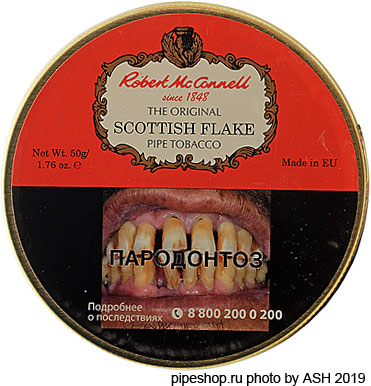 Robert McConnell
since 1848
THE ORIGINAL
SCOTTISH FLAKE
PIPE TOBACCO
Net Wt. 50g/
1.76 oz. ℮
Made in EU
ПАРОДОНТОЗ
Подробнее
о последствиях
8 800 200 0 200
pipeshop.ru photo by ASH 2019